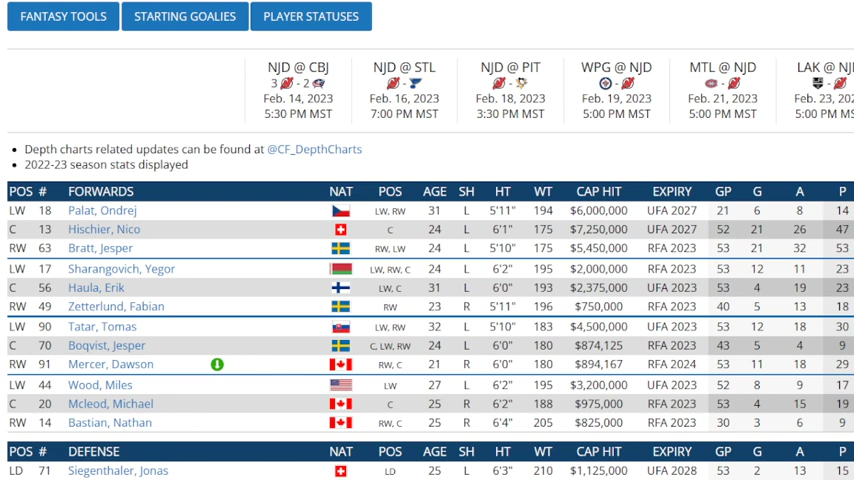 FANTASY TOOLS STARTING GOALIES PLAYER STATUSES
NJD @ CBJ NJD @ STL NJD @ PIT WPG @ NJD MTL @ NJD LAK @ NJ
3 - 2 - - - - -
Feb. 14, 2023 Feb. 16, 2023 Feb. 18, 2023 Feb. 19, 2023 Feb. 21, 2023 Feb. 23, 202
5:30 PM MST 7:00 PM MST 3:30 PM MST 5:00 PM MST 5:00 PM MST 5:00 PM MS
• Depth charts related updates can be found at @CF_DepthCharts
• 2022-23 season stats displayed
POS # FORWARDS NAT POS AGE SH HT WT CAP HIT EXPIRY GP G A P
LW 18 Palat, Ondrej LW, RW 31 L 5'11" 194 $6,000,000 UFA 2027 21 6 8 14
C 13 Hischier, Nico C 24 L 6'1" 175 $7,250,000 UFA 2027 52 21 26 47
RW 63 Bratt, Jesper RW, LW 24 L 5'10" 175 $5,450,000 RFA 2023 53 21 32 53
LW 17 Sharangovich, Yegor LW, RW, C 24 L 6'2" 195 $2,000,000 RFA 2023 53 12 11 23
C 56 Haula, Erik LW, C 31 L 6'0" 193 $2,375,000 UFA 2023 53 4 19 23
RW 49 Zetterlund, Fabian RW 23 R 5'11" 196 $750,000 RFA 2023 40 5 13 18
LW 90 Tatar, Tomas LW, RW 32 L 5'10" 183 $4,500,000 UFA 2023 53 12 18 30
C 70 Boqvist, Jesper C, LW, RW 24 L 6'0" 180 $874,125 RFA 2023 43 5 4 9
RW 91 Mercer, Dawson RW, C 21 R 6'0" 180 $894,167 RFA 2024 53 11 18 29
LW 44 Wood, Miles LW 27 L 6'2" 195 $3,200,000 UFA 2023 52 8 9 17
C 20 Mcleod, Michael C 25 R 6'2" 188 $975,000 RFA 2023 53 4 15 19
RW 14 Bastian, Nathan RW, C 25 R 6'4" 205 $825,000 RFA 2023 30 3 6 9
POS # DEFENSE NAT POS AGE SH HT WT CAP HIT EXPIRY GP G A P
LD 71 Siegenthaler, Jonas LD 25 L 6'3" 210 $1,125,000 UFA 2028 53 2 13 15